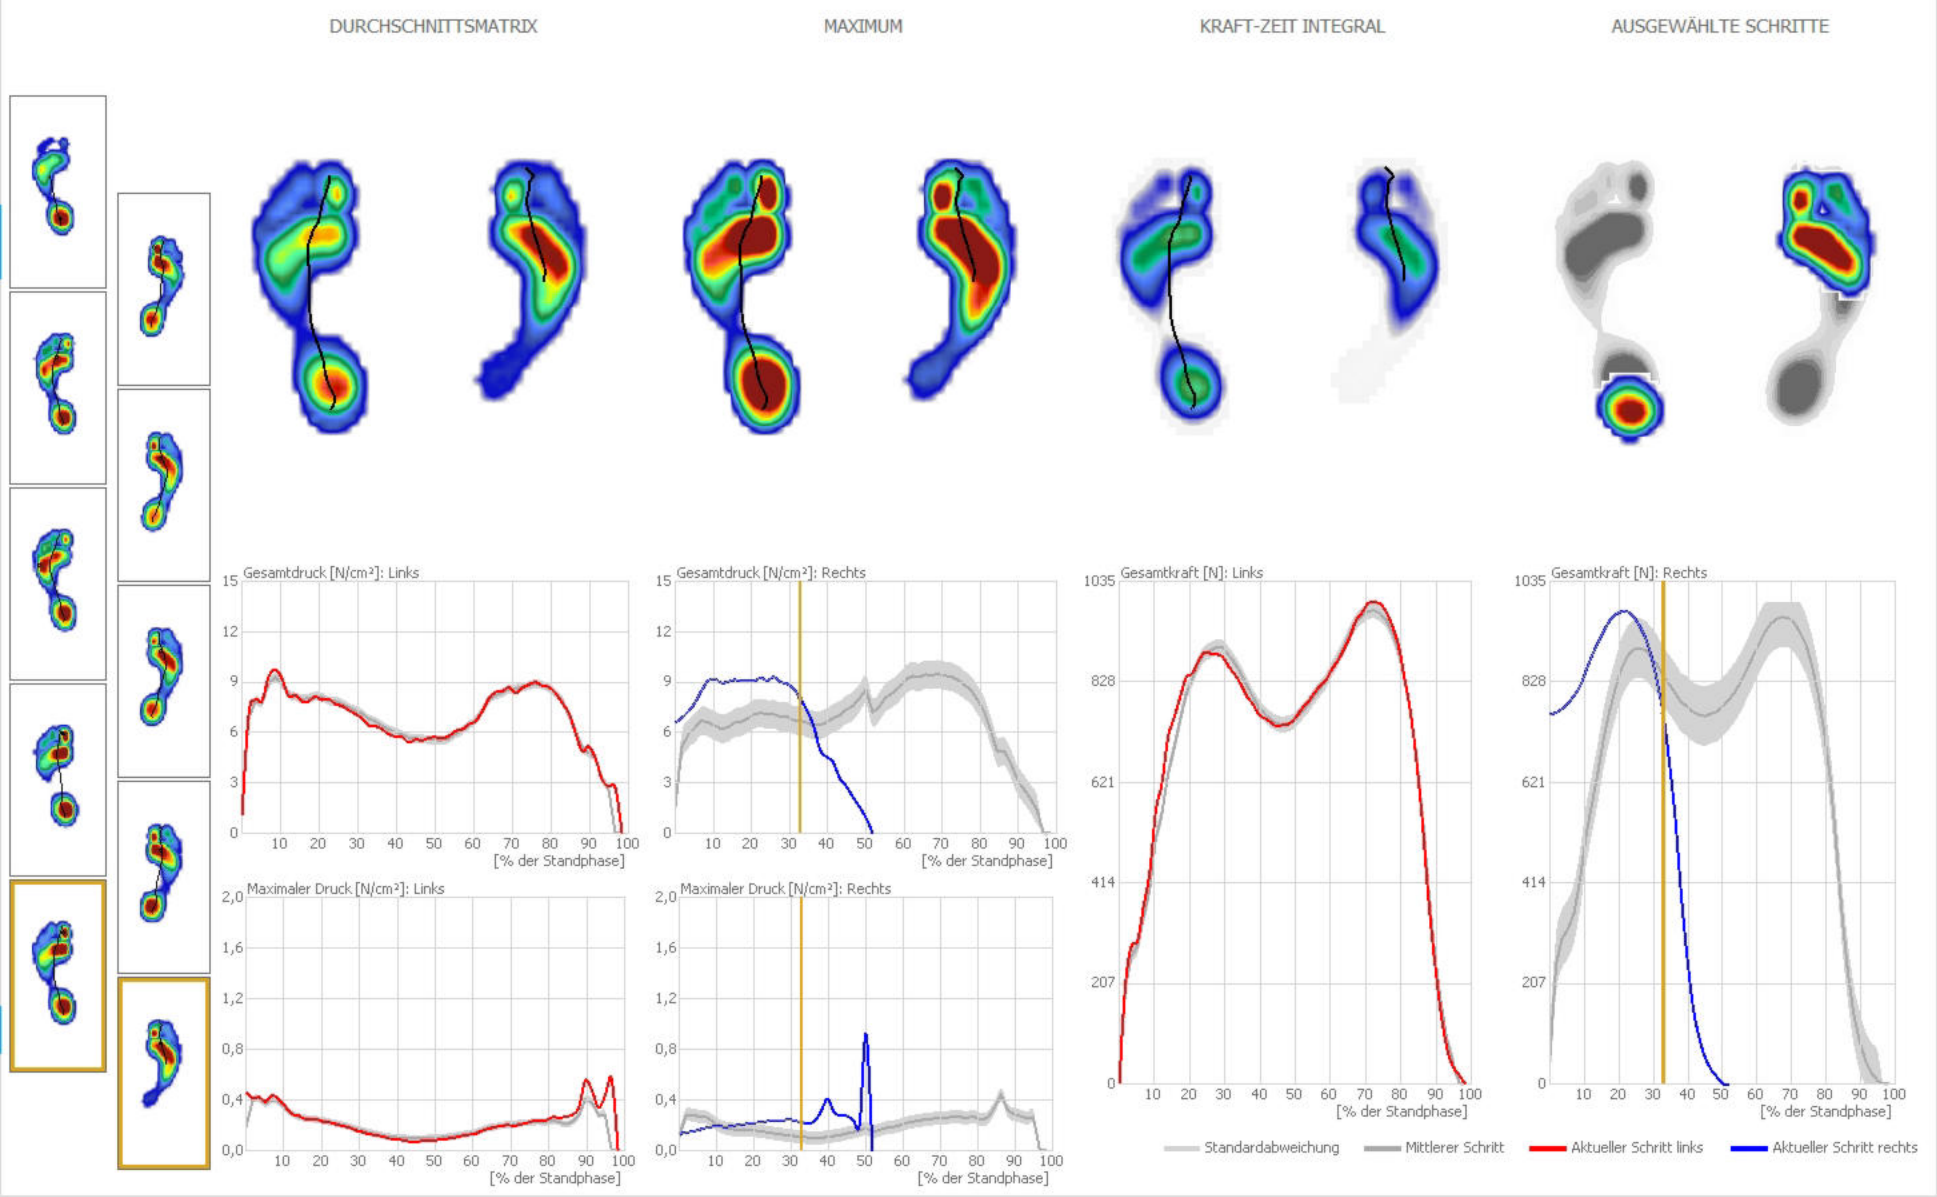 DURCHSCHNITTSMATRIX
MAXIMUM
KRAFT-ZEIT INTEGRAL
AUSGEWÄHLTE SCHRITTE
Gesamtdruck [N/cm²]: Links
15
12
9
6
3
0
10 20 30 40 50 60 70 80 90 100
[% der Standphase]
Gesamtdruck [N/cm²]: Rechts
15
12
9
6
3
0
10 20 30 40 50 60 70 80 90 100
[% der Standphase]
Gesamtkraft [N]: Links
1035
828
621
414
207
0
10 20 30 40 50 60 70 80 90 100
[% der Standphase]
Gesamtkraft [N]: Rechts
1035
828
621
414
207
0
10 20 30 40 50 60 70 80 90 100
[% der Standphase]
Maximaler Druck [N/cm²]: Links
2,0
1,6
1,2
0,8
0,4
0,0
10 20 30 40 50 60 70 80 90 100
[% der Standphase]
Maximaler Druck [N/cm²]: Rechts
2,0
1,6
1,2
0,8
0,4
0,0
10 20 30 40 50 60 70 80 90 100
[% der Standphase]
Standardabweichung Mittlerer Schritt Aktueller Schritt links Aktueller Schritt rechts